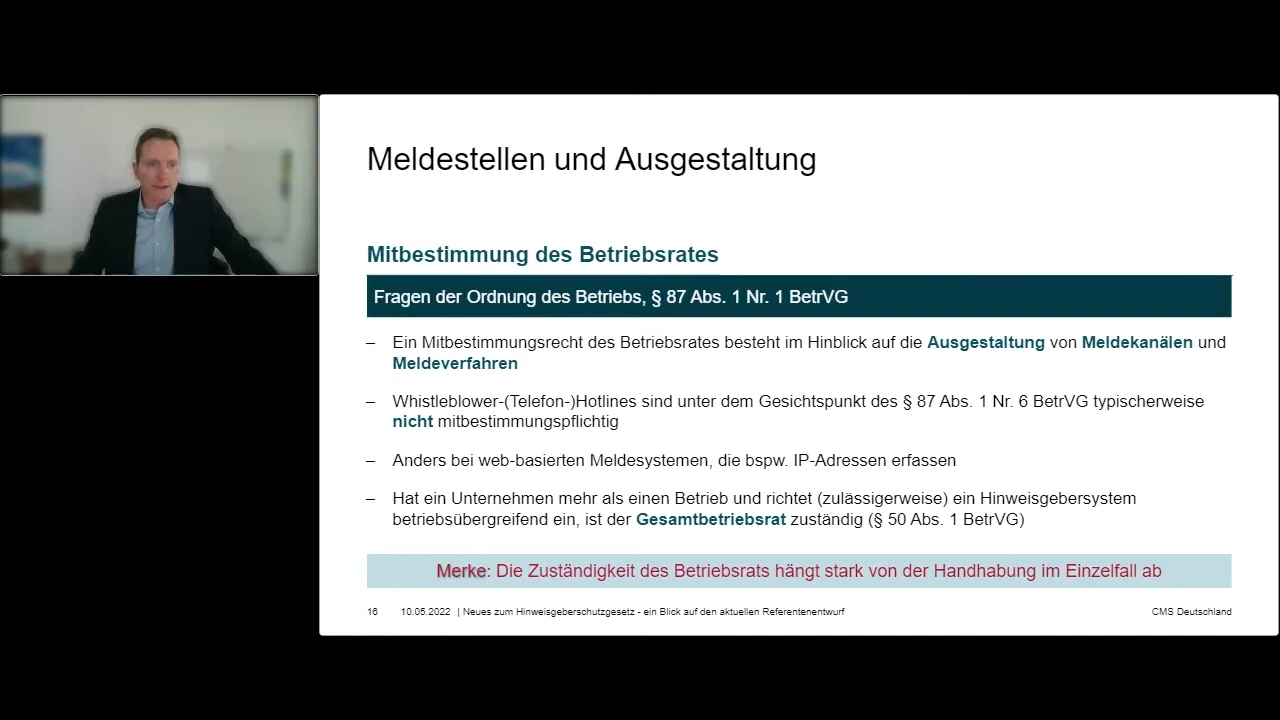 Meldestellen und Ausgestaltung
Mitbestimmung des Betriebsrates
Fragen der Ordnung des Betriebs, § 87 Abs. 1 Nr. 1 BetrVG
– Ein Mitbestimmungsrecht des Betriebsrates besteht im Hinblick auf die Ausgestaltung von Meldekanälen und
Meldeverfahren
– Whistleblower-(Telefon-)Hotlines sind unter dem Gesichtspunkt des § 87 Abs. 1 Nr. 6 BetrVG typischerweise
nicht mitbestimmungspflichtig
– Anders bei web-basierten Meldesystemen, die bspw. IP-Adressen erfassen
– Hat ein Unternehmen mehr als einen Betrieb und richtet (zulässigerweise) ein Hinweisgebersystem
betriebsübergreifend ein, ist der Gesamtbetriebsrat zuständig (§ 50 Abs. 1 BetrVG)
Merke: Die Zuständigkeit des Betriebsrats hängt stark von der Handhabung im Einzelfall ab
16 10.05.2022 | Neues zum Hinweisgeberschutzgesetz - ein Blick auf den aktuellen Referentenentwurf CMS Deutschland